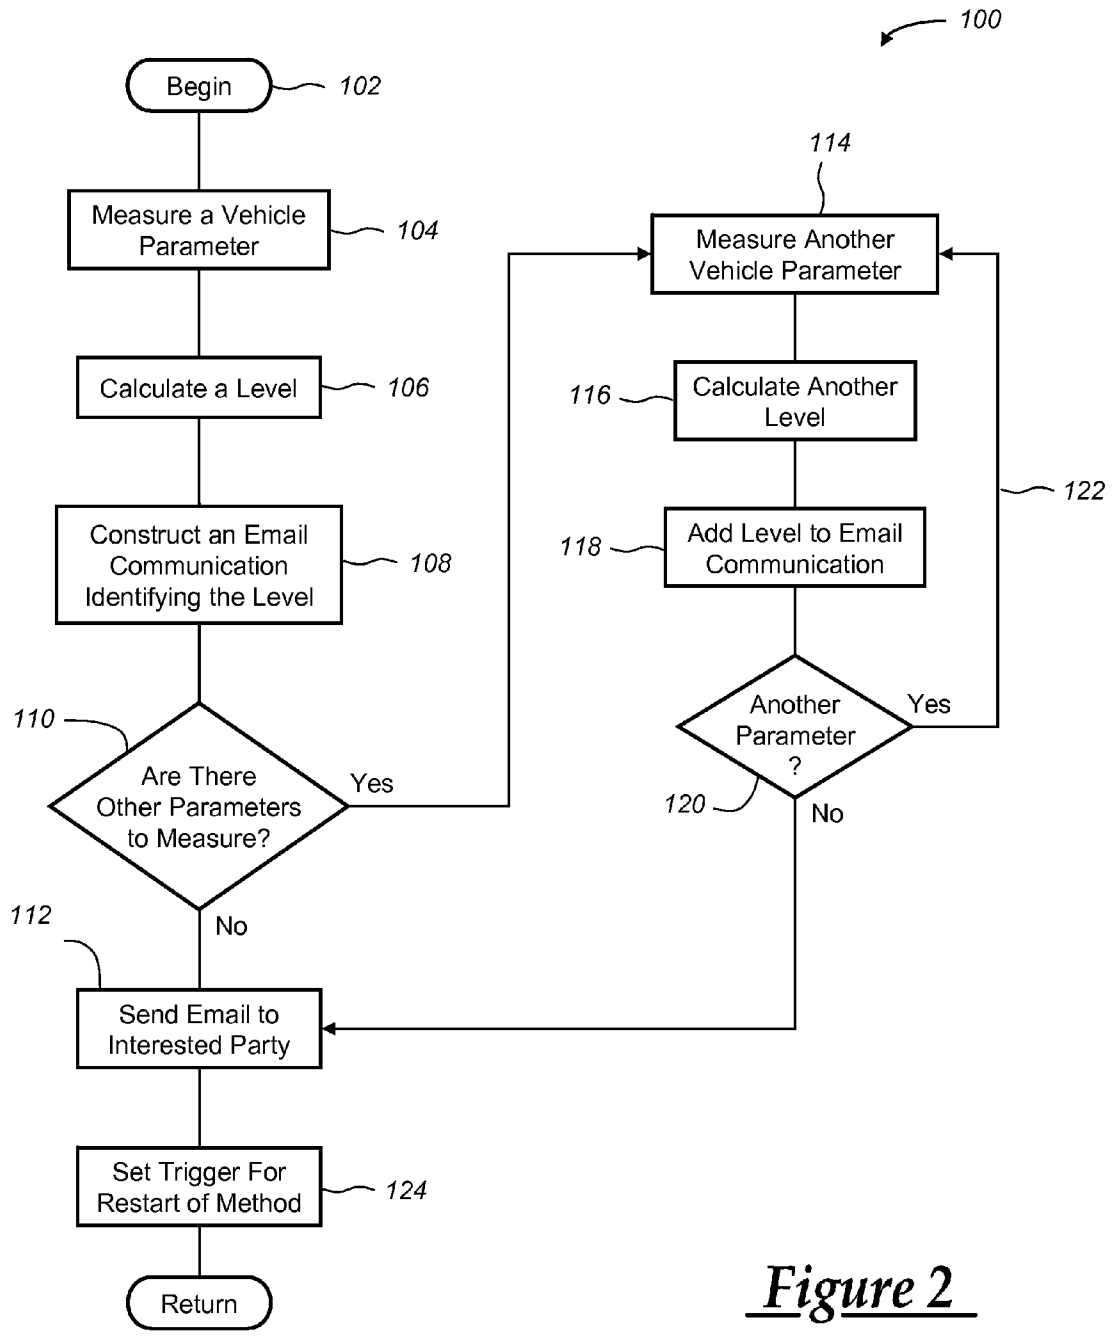 100
Begin
102
Measure a Vehicle
Parameter
104
Calculate a Level
106
Construct an Email
Communication
Identifying the Level
108
110
Are There
Other Parameters
to Measure?
Yes
No
112
Send Email to
Interested Party
Set Trigger For
Restart of Method
124
Return
114
Measure Another
Vehicle Parameter
Calculate Another
Level
116
Add Level to Email
Communication
118
122
Another
Parameter
?
Yes
120
No
Figure 2